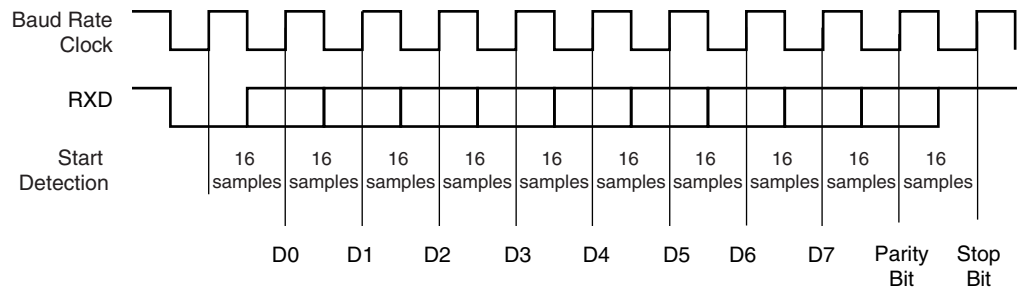 Baud Rate
Clock
RXD
Start
Detection
16 16 16 16 16 16 16 16 16 16
samples samples samples samples samples samples samples samples samples samples
D0 D1 D2 D3 D4 D5 D6 D7 Parity Stop
Bit Bit